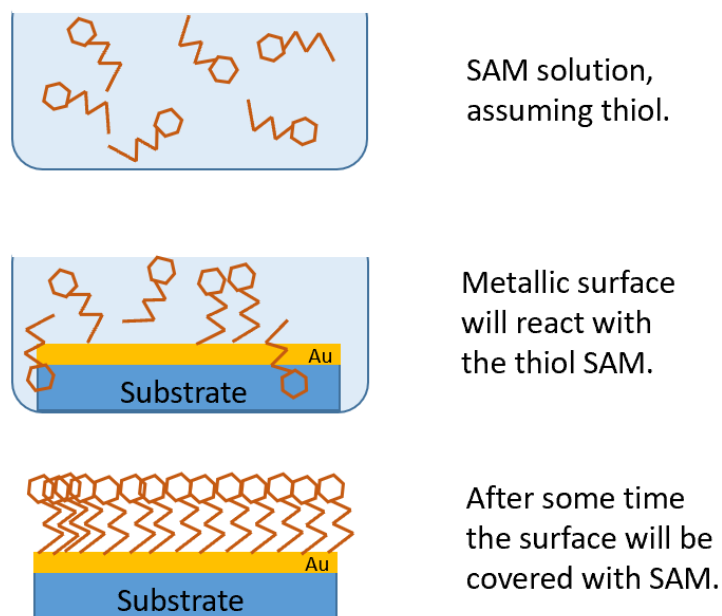 SAM solution,
assuming thiol.
Metallic surface
will react with
the thiol SAM.
Au
Substrate
After some time
the surface will be
covered with SAM.
Au
Substrate